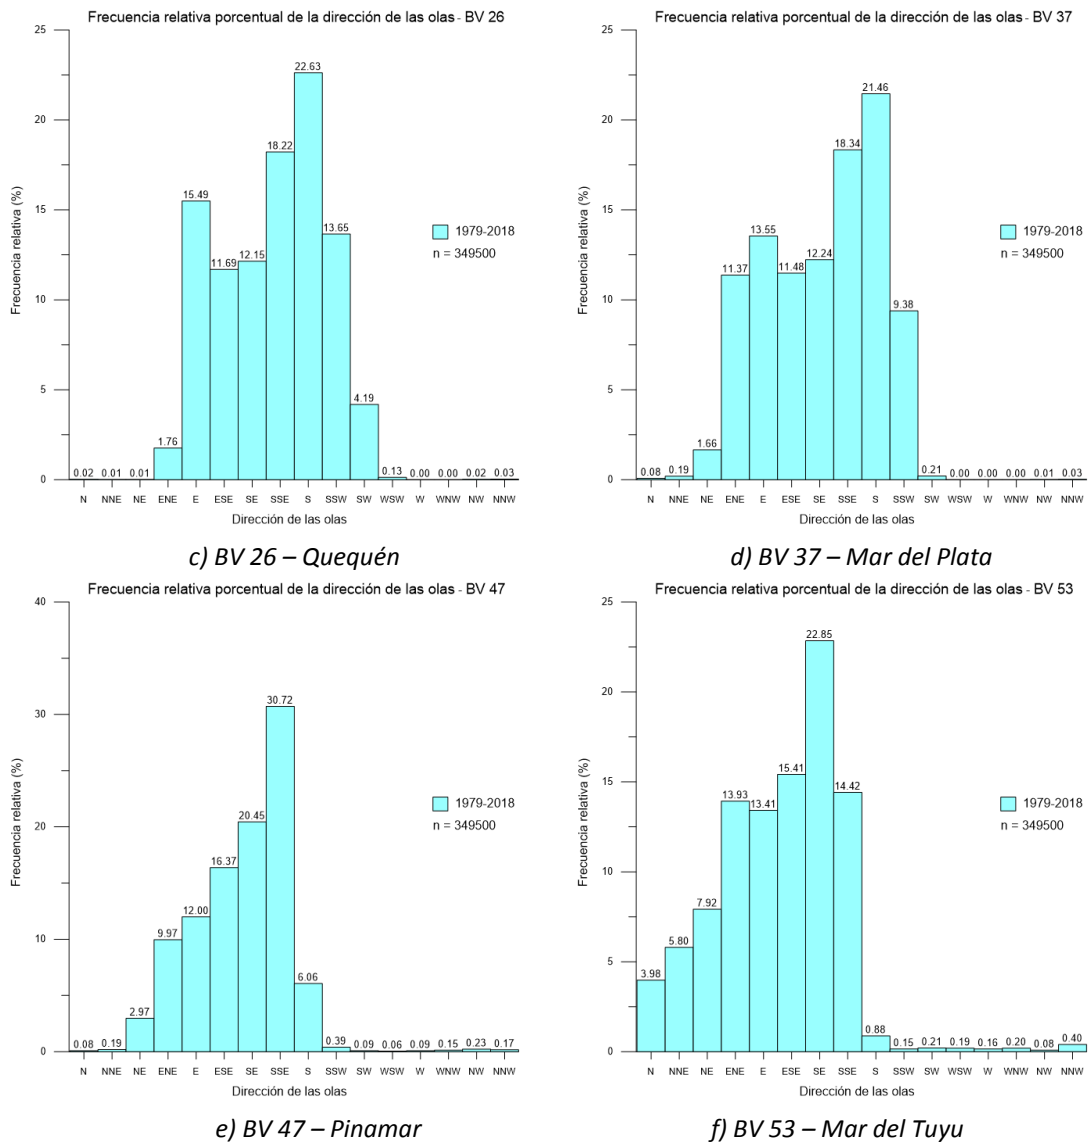 Frecuencia relativa porcentual de la dirección de las olas - BV 26
25
20
15
10
5
0
Frecuencia relativa (%)
0.02 0.01 0.01 1.76 15.49 11.69 12.15 18.22 22.63 13.65 4.19 0.13 0.00 0.00 0.02 0.03
1979-2018
n = 349500
N NNE NE ENE E ESE SE SSE S SSW SW WSW W WNW NW NNW
Dirección de las olas
c) BV 26 – Quequén
Frecuencia relativa porcentual de la dirección de las olas - BV 37
25
20
15
10
5
0
Frecuencia relativa (%)
0.08 0.19 1.66 11.37 13.55 11.48 12.24 18.34 21.46 9.38 0.21 0.00 0.00 0.00 0.01 0.03
1979-2018
n = 349500
N NNE NE ENE E ESE SE SSE S SSW SW WSW W WNW NW NNW
Dirección de las olas
d) BV 37 – Mar del Plata
Frecuencia relativa porcentual de la dirección de las olas - BV 47
40
30
20
10
0
Frecuencia relativa (%)
0.08 0.19 2.97 9.97 12.00 16.37 20.45 30.72 6.06 0.39 0.09 0.06 0.09 0.15 0.23 0.17
1979-2018
n = 349500
N NNE NE ENE E ESE SE SSE S SSW SW WSW W WNW NW NNW
Dirección de las olas
e) BV 47 – Pinamar
Frecuencia relativa porcentual de la dirección de las olas - BV 53
25
20
15
10
5
0
Frecuencia relativa (%)
3.98 5.80 7.92 13.93 13.41 15.41 22.85 14.42 0.88 0.15 0.21 0.19 0.16 0.20 0.08 0.40
1979-2018
n = 349500
N NNE NE ENE E ESE SE SSE S SSW SW WSW W WNW NW NNW
Dirección de las olas
f) BV 53 – Mar del Tuyu